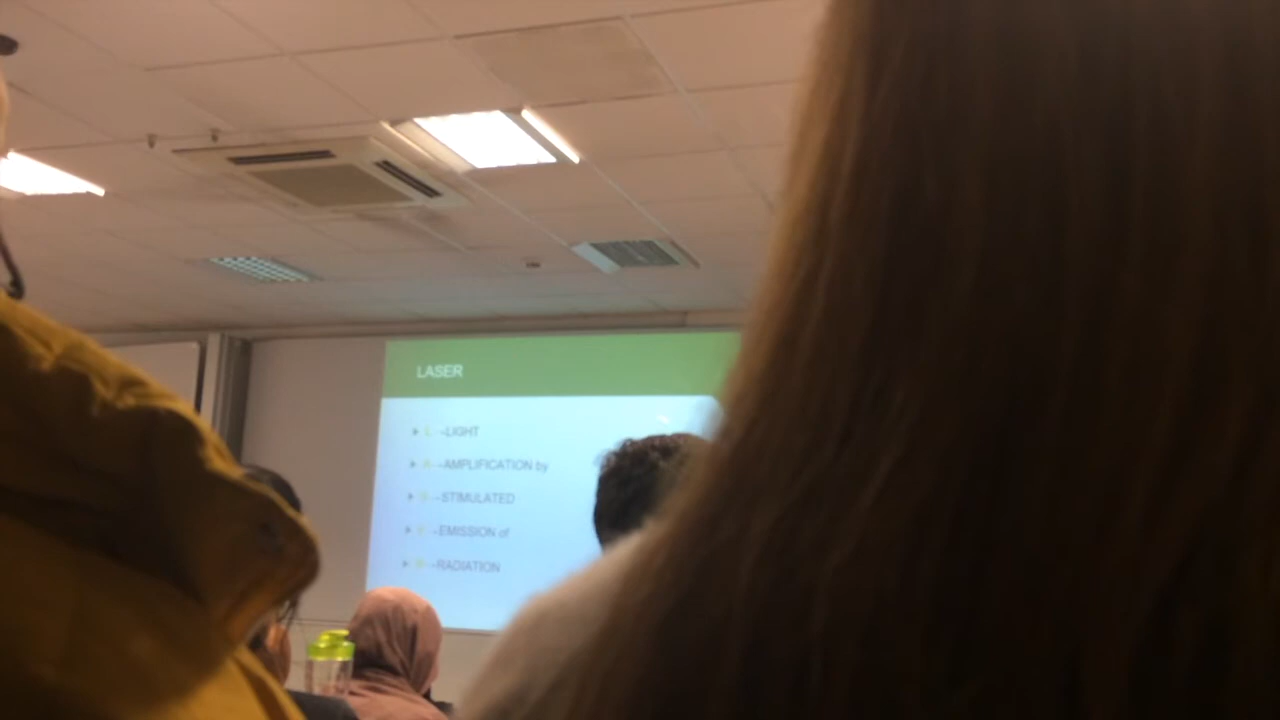 LASER
L –LIGHT
A –AMPLIFICATION by
S –STIMULATED
E –EMISSION of
R –RADIATION